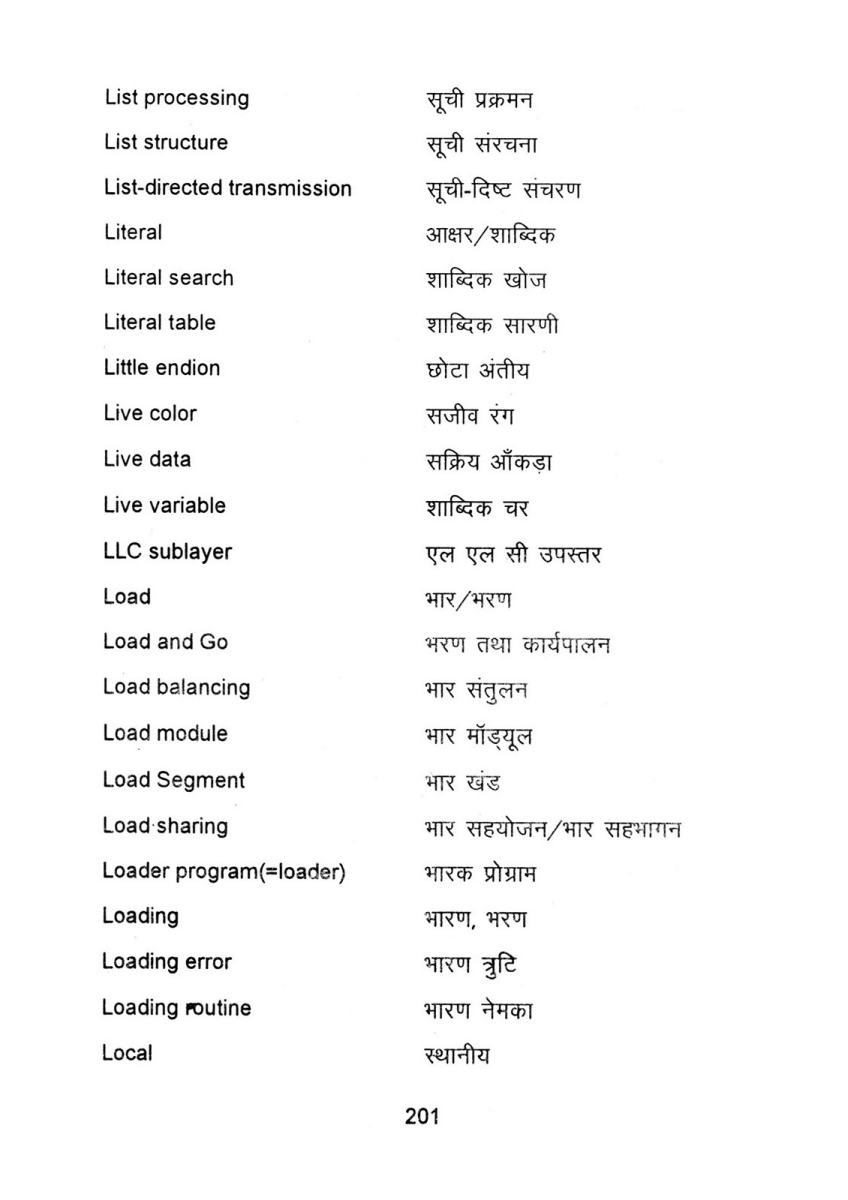 List processing सूची प्रक्रमन
List structure सूची संरचना
List-directed transmission सूची-दिष्ट संचरण
Literal आक्षर/शाब्दिक
Literal search शाब्दिक खोज
Literal table शाब्दिक सारणी
Little endion छोटा अंतीय
Live color सजीव रंग
Live data सक्रिय आँकड़ा
Live variable शाब्दिक चर
LLC sublayer एल एल सी उपस्तर
Load भार/भरण
Load and Go भरण तथा कार्यपालन
Load balancing भार संतुलन
Load module भार मॉड्यूल
Load Segment भार खंड
Load sharing भार सहयोजन/भार सहभागन
Loader program(=loader) भारक प्रोग्राम
Loading भारण, भरण
Loading error भारण त्रुटि
Loading routine भारण नेमका
Local स्थानीय
201